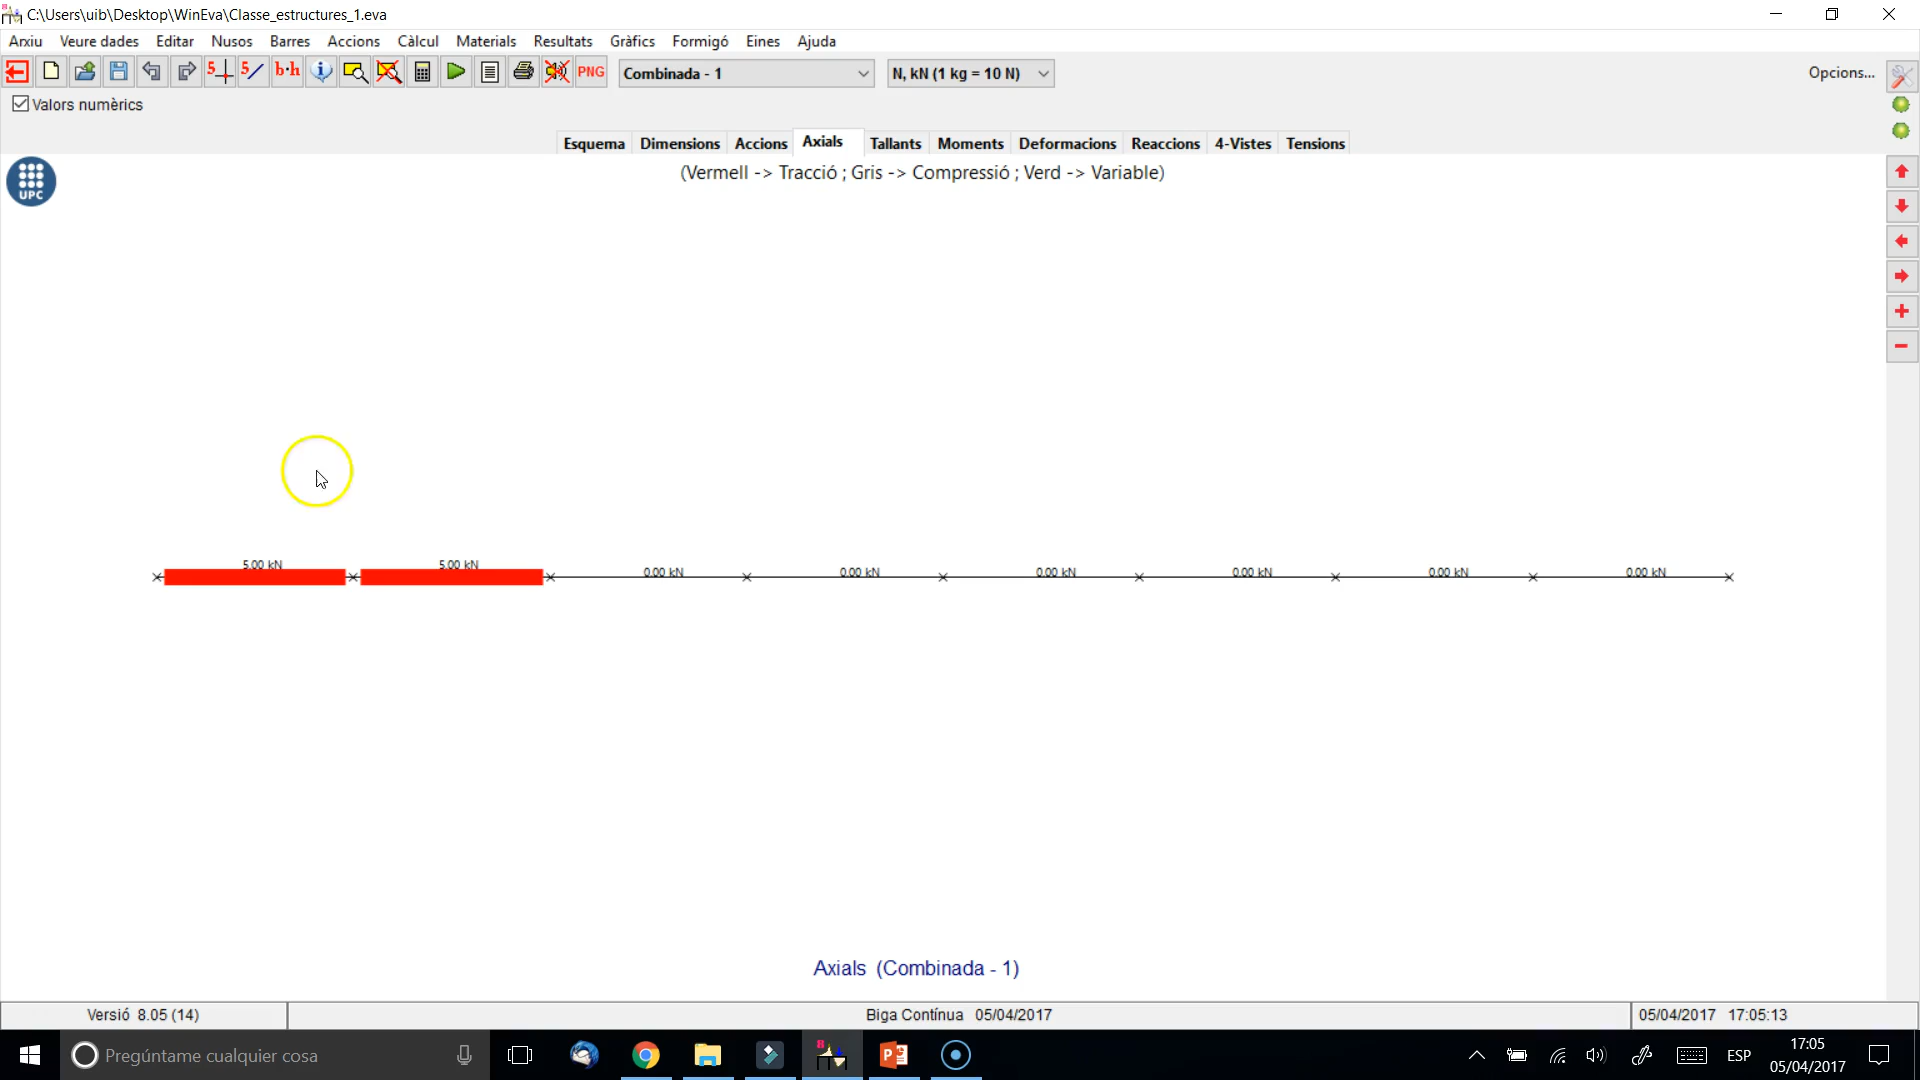 C:\Users\uib\Desktop\WinEva\Classe_estructures_1.eva
Arxiu Veure dades Editar Nusos Barres Accions Càlcul Materials Resultats Gràfics Formigó Eines Ajuda
5 5 b·h i PNG Combinada - 1 N, kN (1 kg = 10 N) Opcions...
Valors numèrics
Esquema Dimensions Accions Axials Tallants Moments Deformacions Reaccions 4-Vistes Tensions
(Vermell -> Tracció ; Gris -> Compressió ; Verd -> Variable)
UPC
5.00 kN 5.00 kN 0.00 kN 0.00 kN 0.00 kN 0.00 kN 0.00 kN 0.00 kN
Axials (Combinada - 1)
Versió 8.05 (14) Biga Contínua 05/04/2017 05/04/2017 17:05:13
Pregúntame cualquier cosa ESP 17:05
05/04/2017